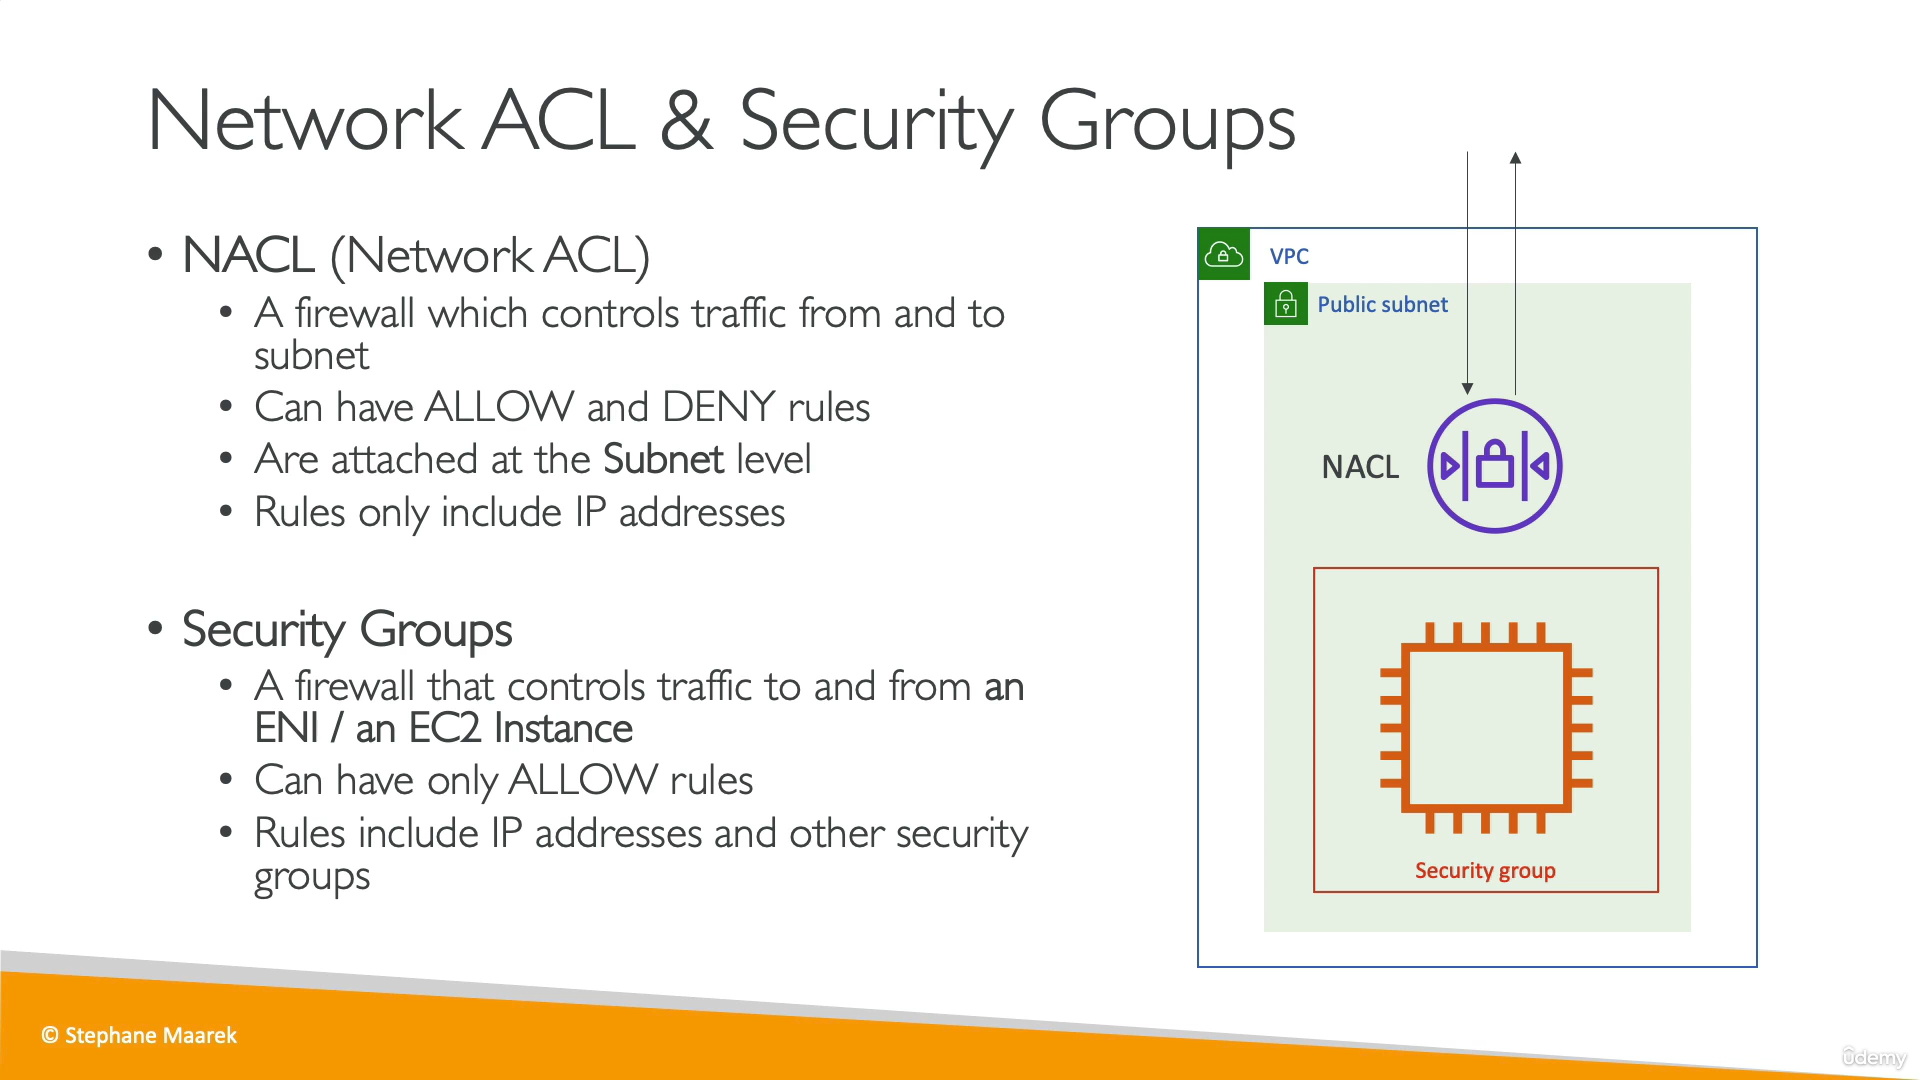 Network ACL & Security Groups
• NACL (Network ACL)
• A firewall which controls traffic from and to
subnet
• Can have ALLOW and DENY rules
• Are attached at the Subnet level
• Rules only include IP addresses
• Security Groups
• A firewall that controls traffic to and from an
ENI / an EC2 Instance
• Can have only ALLOW rules
• Rules include IP addresses and other security
groups
VPC
Public subnet
NACL
Security group
© Stephane Maarek
ûdemy